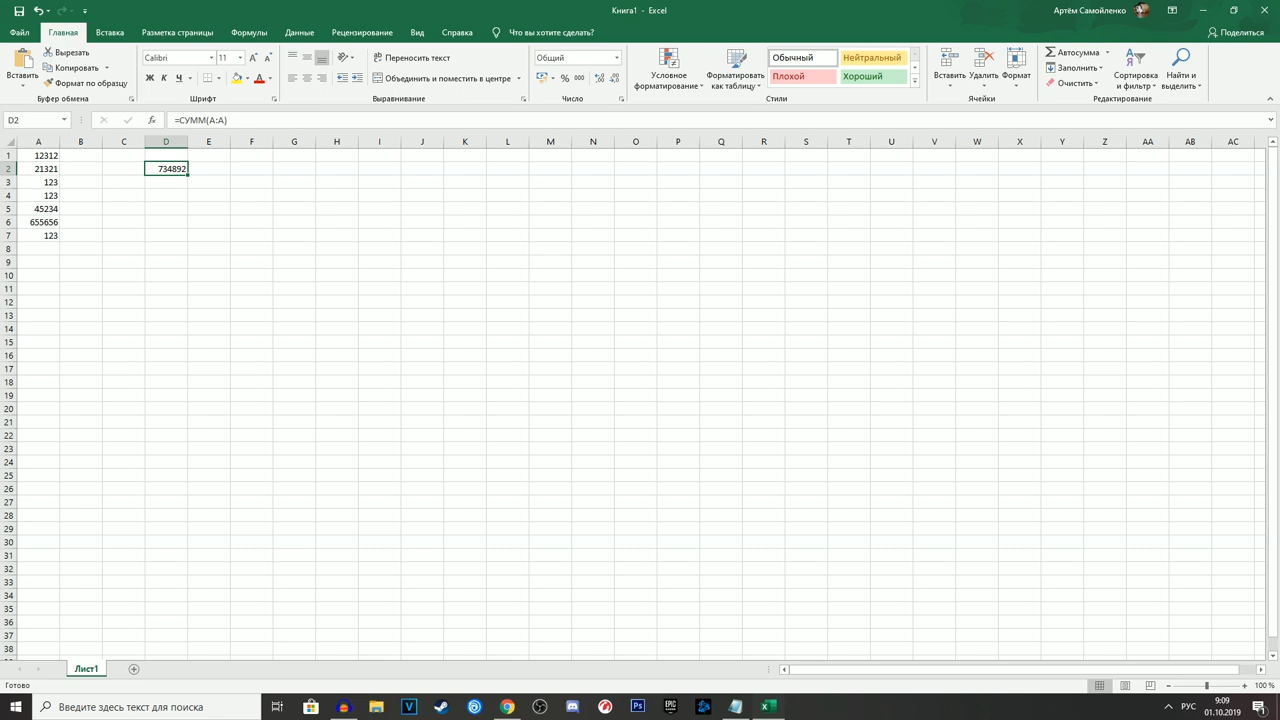 Книга1 - Excel
Артём Самойленко
Файл Главная Вставка Разметка страницы Формулы Данные Рецензирование Вид Справка Что вы хотите сделать? Поделиться
Вставить
Вырезать
Копировать
Формат по образцу
Буфер обмена
Calibri 11
Ж К Ч А
Шрифт
Переносить текст
Объединить и поместить в центре
Выравнивание
Общий
% 000
Число
Условное форматирование
Форматировать как таблицу
Обычный Нейтральный
Плохой Хороший
Стили
Вставить Удалить Формат
Ячейки
Автосумма
Заполнить
Очистить
Сортировка и фильтр
Найти и выделить
Редактирование
D2 fx =СУММ(A:A)
A B C D E F G H I J K L M N O P Q R S T U V W X Y Z AA AB AC
1 12312
2 21321 734892
3 123
4 123
5 45234
6 655656
7 123
8
9
10
11
12
13
14
15
16
17
18
19
20
21
22
23
24
25
26
27
28
29
30
31
32
33
34
35
36
37
38
Лист1
Готово
100 %
Введите здесь текст для поиска
РУС
9:09
01.10.2019